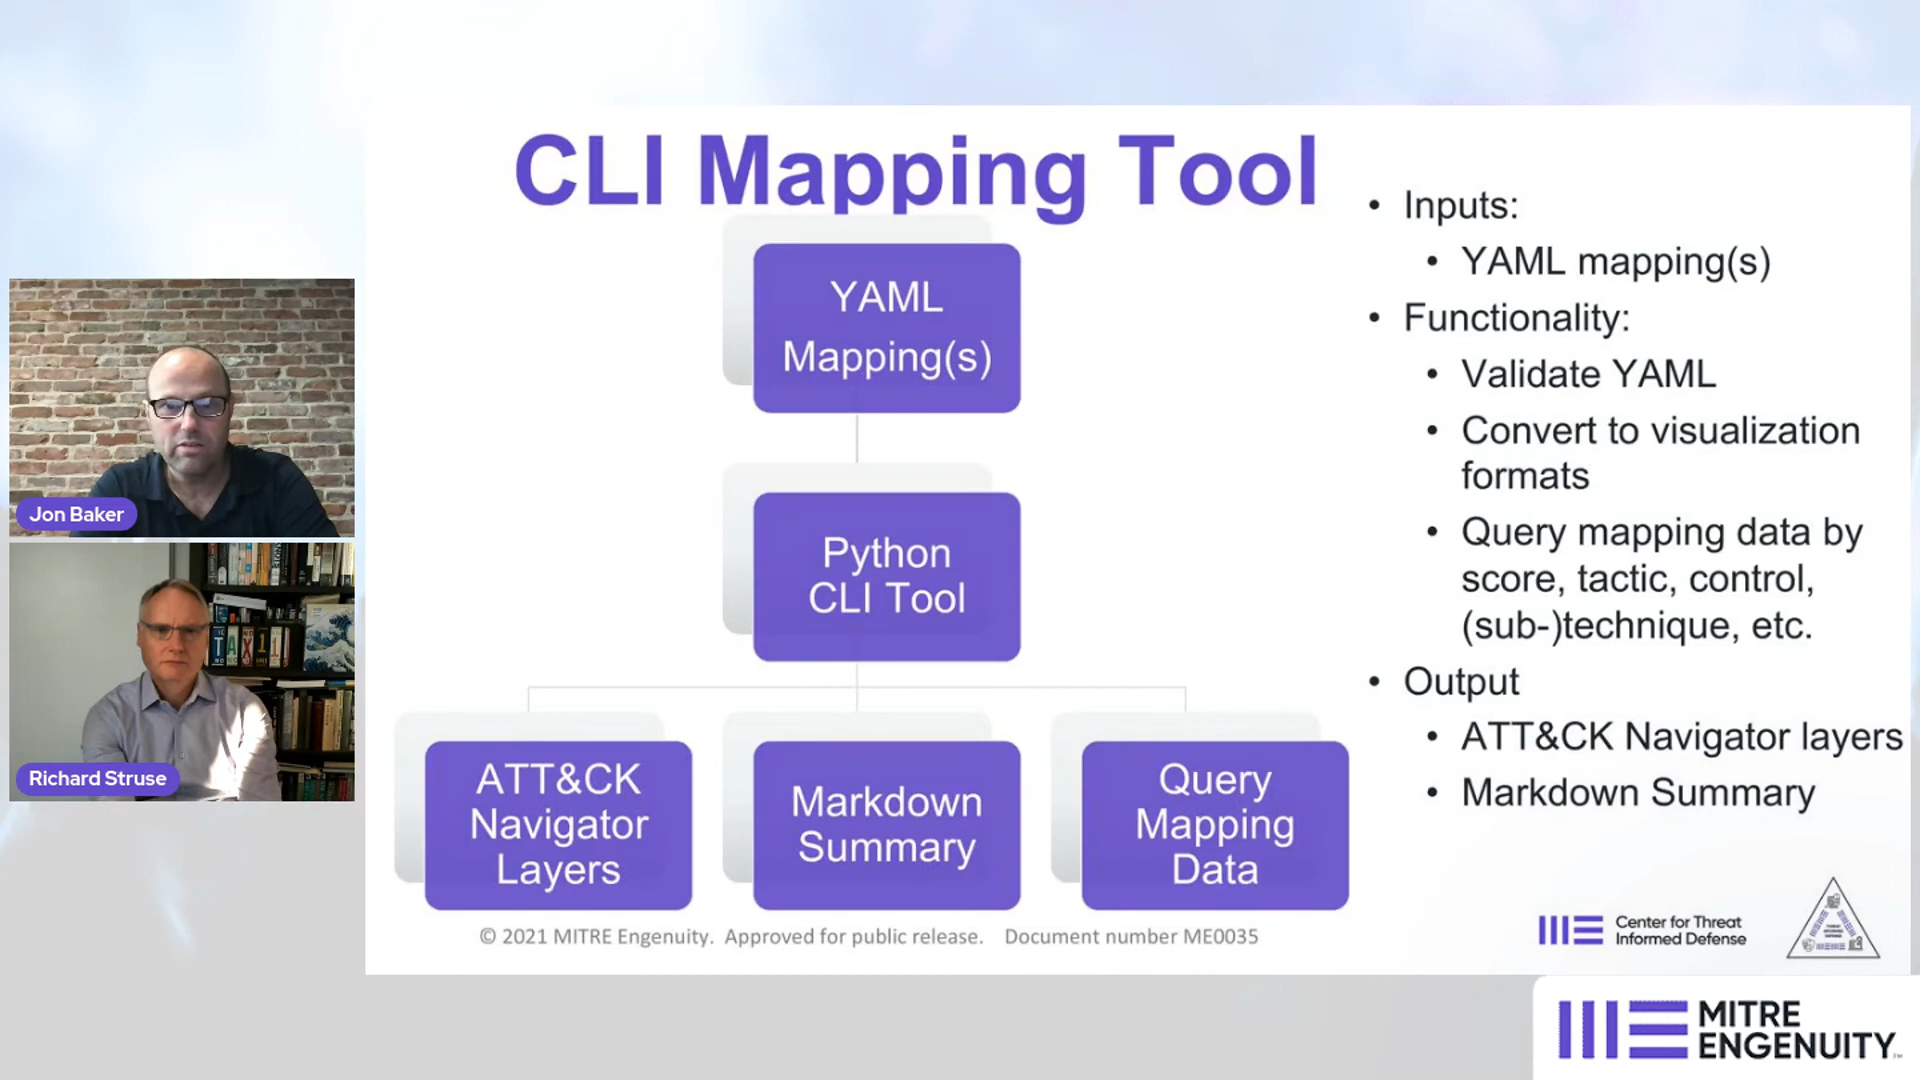 CLI Mapping Tool
YAML
Mapping(s)
Python
CLI Tool
ATT&CK
Navigator
Layers
Markdown
Summary
Query
Mapping
Data
• Inputs:
• YAML mapping(s)
• Functionality:
• Validate YAML
• Convert to visualization
formats
• Query mapping data by
score, tactic, control,
(sub-)technique, etc.
• Output
• ATT&CK Navigator layers
• Markdown Summary
Jon Baker
Richard Struse
© 2021 MITRE Engenuity. Approved for public release. Document number ME0035
Center for Threat
Informed Defense
MITRE
ENGENUITY